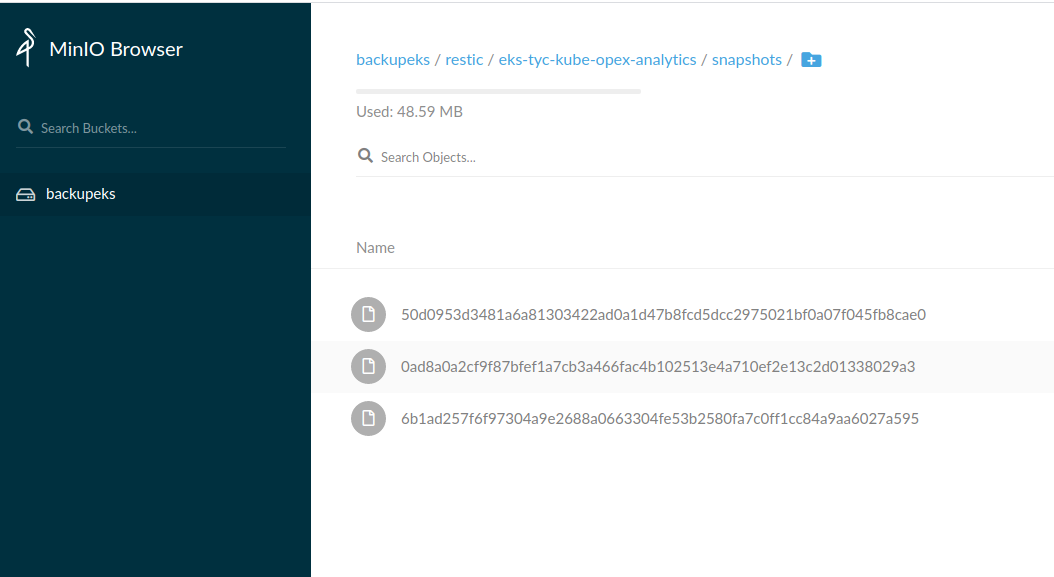 MinIO Browser
Search Buckets...
backupeks
backupeks / restic / eks-tyc-kube-opex-analytics / snapshots /
Used: 48.59 MB
Search Objects...
Name
50d0953d3481a6a81303422ad0a1d47b8fcd5dcc2975021bf0a07f045fb8cae0
0ad8a0a2cf9f87bfef1a7cb3a466fac4b102513e4a710ef2e13c2d01338029a3
6b1ad257f6f97304a9e2688a0663304fe53b2580fa7c0ff1cc84a9aa6027a595